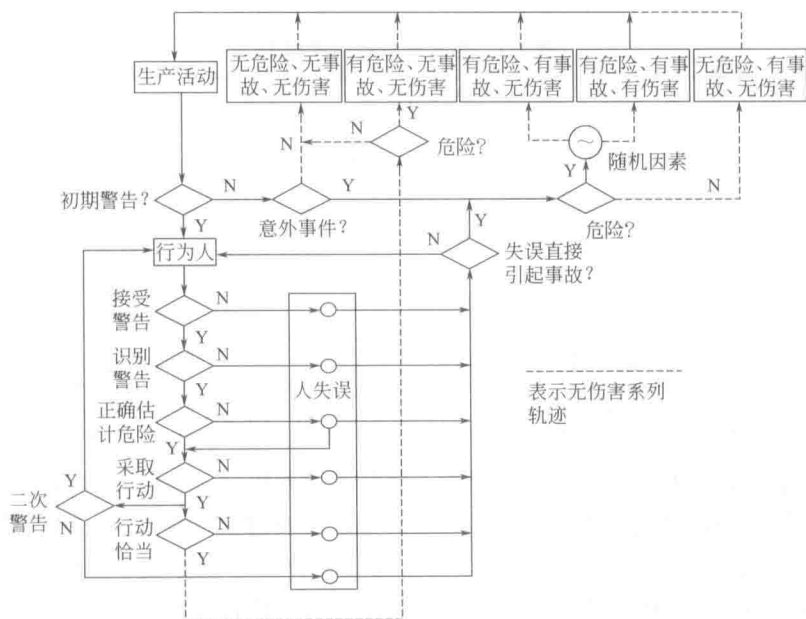 生产活动
无危险、无事
故、无伤害
有危险、无事
故、无伤害
有危险、有事
故、无伤害
有危险、有事
故、有伤害
无危险、有事
故、无伤害
N
N
Y
危险?
~
随机因素
Y
初期警告?
N
Y
N
Y
意外事件?
危险?
Y
行为人
N
失误直接
引起事故?
接受
警告
N
Y
识别
警告
N
Y
人失误
正确估
计危险
N
Y
表示无伤害系列
轨迹
采取
行动
N
Y
Y
二次
警告
N
行动
恰当
N
Y